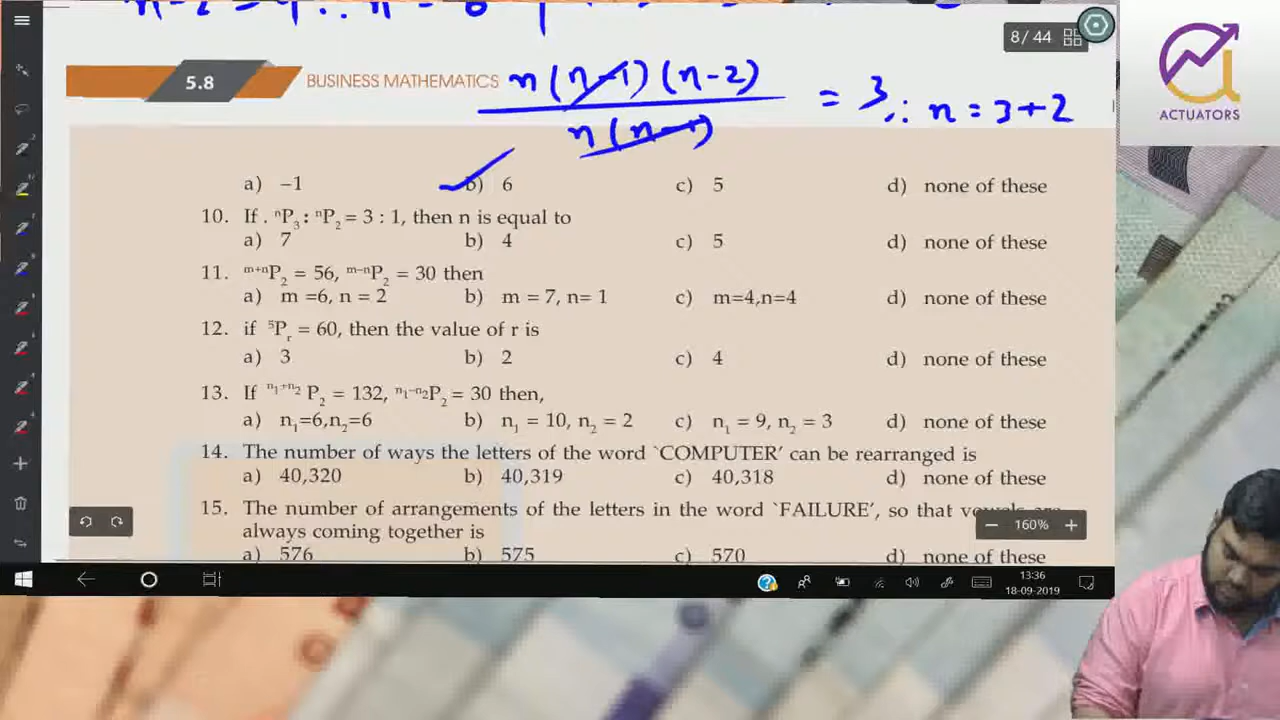 n-2 = 4 ∴ n = 6
8 / 44
ACTUATORS
5.8 BUSINESS MATHEMATICS
n(n-1)(n-2) = 3 ∴ n = 3+2
n(n-1)
a) –1 b) 6 c) 5 d) none of these
10. If . ⁿP₃ : ⁿP₂ = 3 : 1, then n is equal to
a) 7 b) 4 c) 5 d) none of these
11. ᵐ⁺ⁿP₂ = 56, ᵐ⁻ⁿP₂ = 30 then
a) m =6, n = 2 b) m = 7, n= 1 c) m=4,n=4 d) none of these
12. if ⁵Pᵣ = 60, then the value of r is
a) 3 b) 2 c) 4 d) none of these
13. If ⁿ₁⁺ⁿ₂ P₂ = 132, ⁿ₁⁻ⁿ₂P₂ = 30 then,
a) n₁=6,n₂=6 b) n₁ = 10, n₂ = 2 c) n₁ = 9, n₂ = 3 d) none of these
14. The number of ways the letters of the word `COMPUTER' can be rearranged is
a) 40,320 b) 40,319 c) 40,318 d) none of these
15. The number of arrangements of the letters in the word `FAILURE', so that vowels are
always coming together is
a) 576 b) 575 c) 570 d) none of these
− 160% +
13:36
18-09-2019